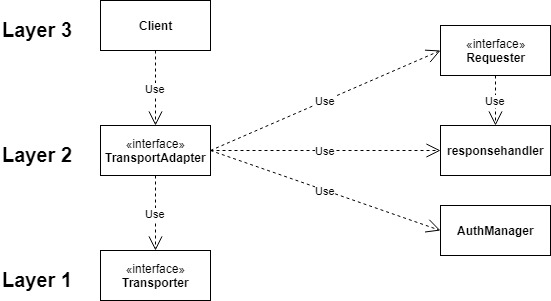 Layer 3
Client
«interface»
Requester
Use
Use
Use
Layer 2
«interface»
TransportAdapter
Use
responsehandler
Use
Use
AuthManager
Layer 1
«interface»
Transporter